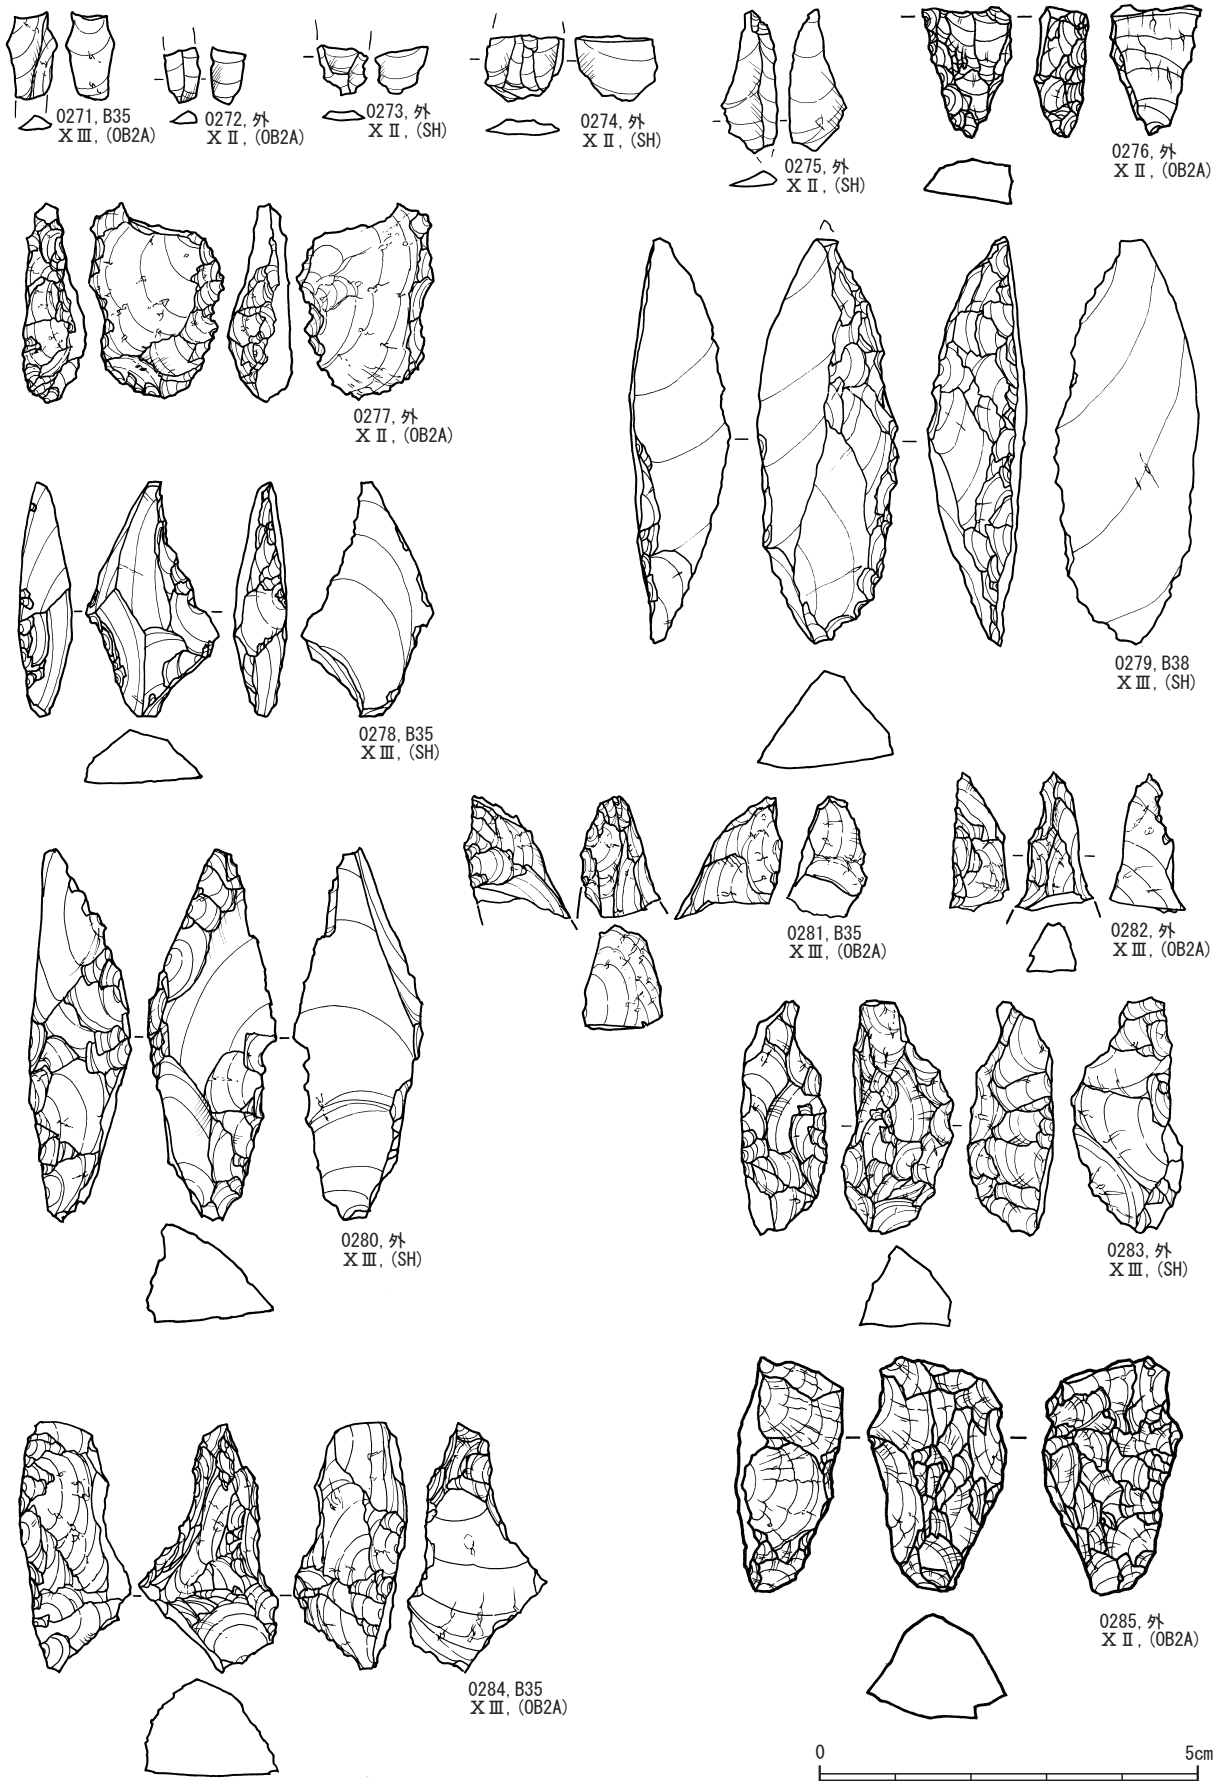 0271, B35
XⅢ, (OB2A)
0272, 外
XⅡ, (OB2A)
0273, 外
XⅡ, (SH)
0274, 外
XⅡ, (SH)
0275, 外
XⅡ, (SH)
0276, 外
XⅡ, (OB2A)
0277, 外
XⅡ, (OB2A)
0278, B35
XⅢ, (SH)
0279, B38
XⅢ, (SH)
0280, 外
XⅢ, (SH)
0281, B35
XⅢ, (OB2A)
0282, 外
XⅢ, (OB2A)
0283, 外
XⅢ, (SH)
0284, B35
XⅢ, (OB2A)
0285, 外
XⅡ, (OB2A)
0 5cm